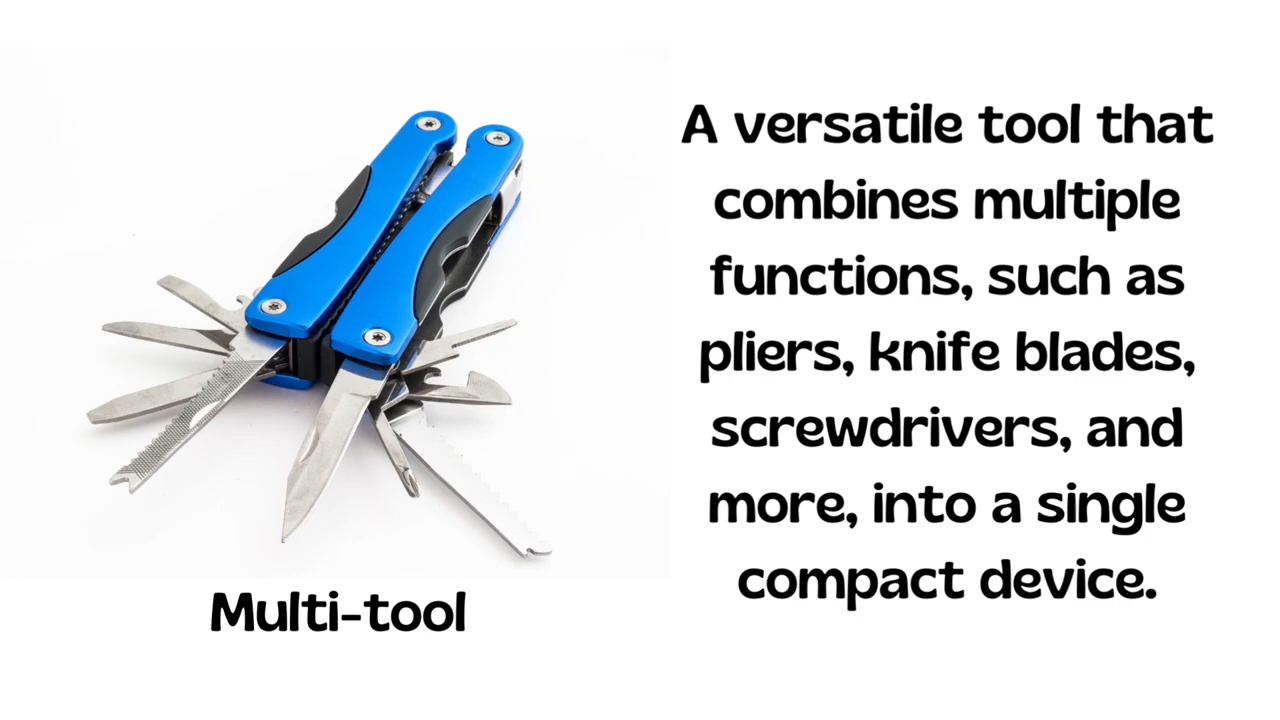 A versatile tool that
combines multiple
functions, such as
pliers, knife blades,
screwdrivers, and
more, into a single
compact device.
Multi-tool